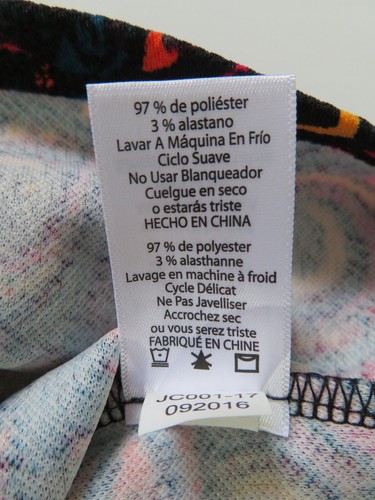 97 % de poliéster
3 % alastano
Lavar A Máquina En Frío
Ciclo Suave
No Usar Blanqueador
Cuelgue en seco
o estarás triste
HECHO EN CHINA
97 % de polyester
3 % alasthanne
Lavage en machine à froid
Cycle Délicat
Ne Pas Javelliser
Accrochez sec
ou vous serez triste
FABRIQUÉ EN CHINE
JC001-17
092016